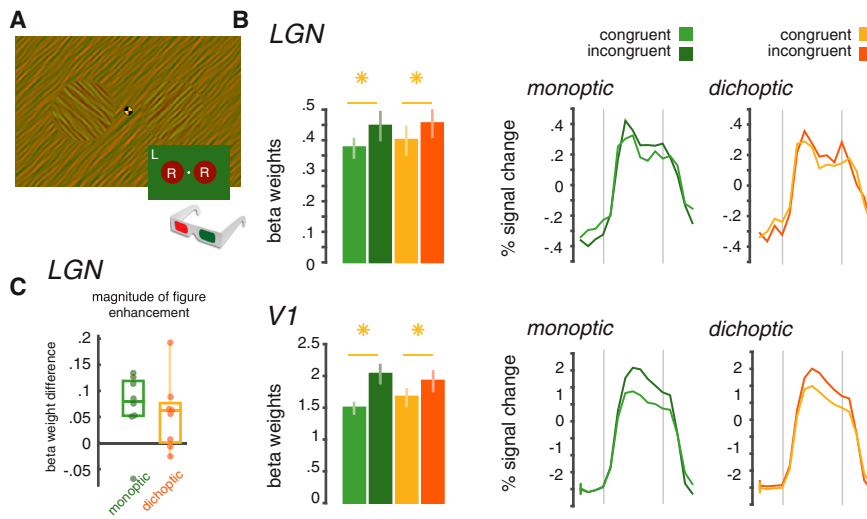 A
B
LGN
congruent
incongruent
congruent
incongruent
L
R
R
*
*
beta weights
.5
.4
.3
.2
.1
0
monoptic
% signal change
.4
.2
0
-.2
-.4
dichoptic
.4
.2
0
-.2
-.4
C
LGN
magnitude of figure
enhancement
beta weight difference
.2
.1
0.05
0
-.05
monoptic
dichoptic
V1
*
*
beta weights
2.5
2
1.5
1
0.5
0
monoptic
% signal change
2
1
0
-1
-2
dichoptic
2
1
0
-1
-2